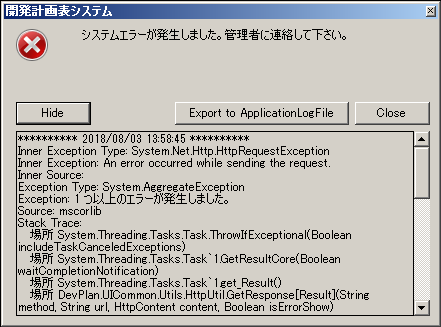 開発計画表システム
システムエラーが発生しました。管理者に連絡して下さい。
Hide
Export to ApplicationLogFile
Close
********** 2018/08/03 13:58:45 **********
Inner Exception Type: System.Net.Http.HttpRequestException
Inner Exception: An error occurred while sending the request.
Inner Source:
Exception Type: System.AggregateException
Exception: 1 つ以上のエラーが発生しました。
Source: mscorlib
Stack Trace:
場所 System.Threading.Tasks.Task.ThrowIfExceptional(Boolean
includeTaskCanceledExceptions)
場所 System.Threading.Tasks.Task`1.GetResultCore(Boolean
waitCompletionNotification)
場所 System.Threading.Tasks.Task`1.get_Result()
場所 DevPlan.UICommon.Utils.HttpUtil.GetResponse[Result](String
method, String url, HttpContent content, Boolean isErrorShow)